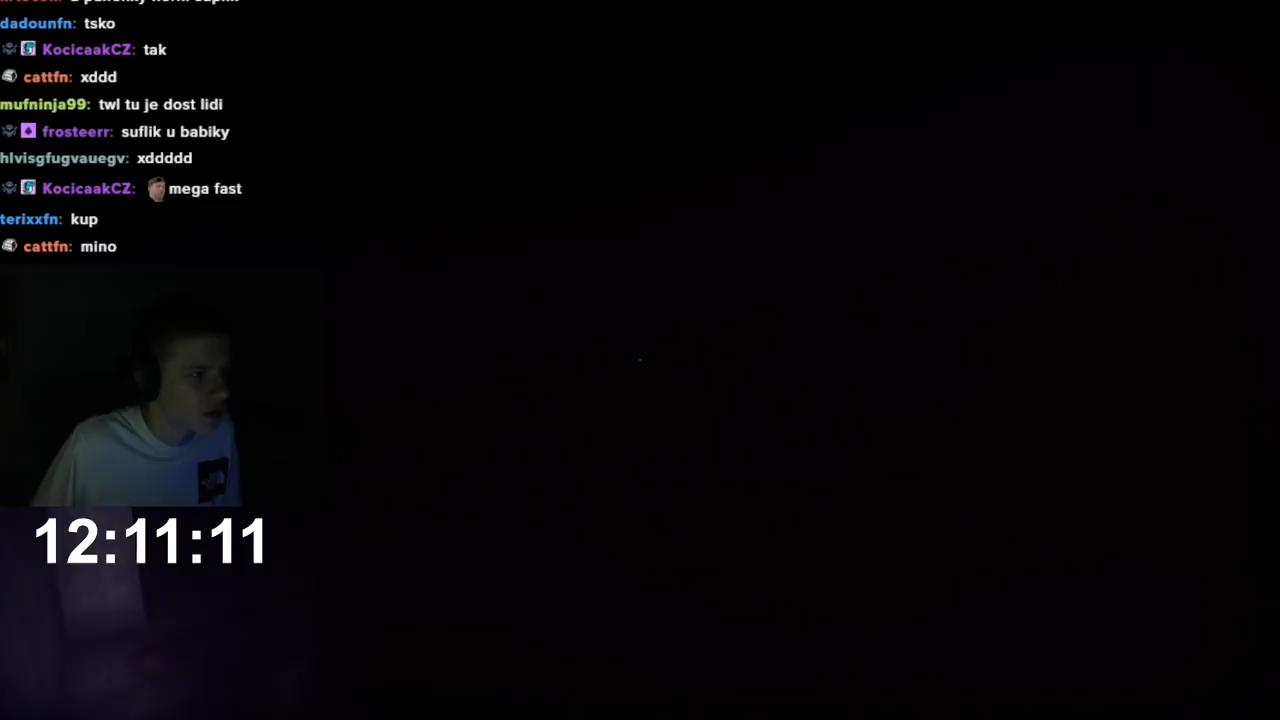 dadounfn: tsko
KocicaakCZ: tak
cattfn: xddd
mufninja99: twl tu je dost lidi
frosteerr: suflik u babiky
hlvisgfugvauegv: xddddd
KocicaakCZ: mega fast
terixxfn: kup
cattfn: mino
12:11:11